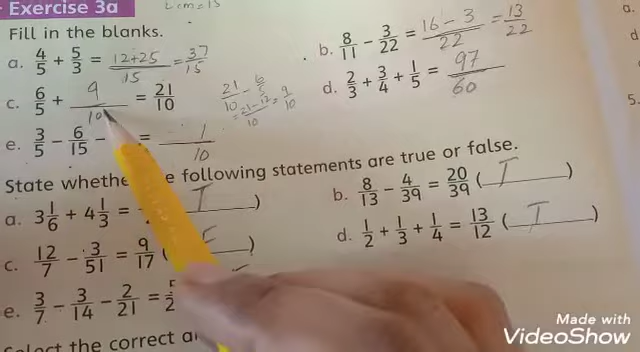 Exercise 3a
Lcm=15
Fill in the blanks.
a. 4/5 + 5/3 = 12+25/15 = 37/15
b. 8/11 - 3/22 = 16-3/22 = 13/22
c. 6/5 + 9/10 = 21/10
21/10 - 6/5
= 21-12/10 = 9/10
d. 2/3 + 3/4 + 1/5 = 97/60
e. 3/5 - 6/15 - = 1/10
State whethe e following statements are true or false.
a. 3 1/6 + 4 1/3 = T )
b. 8/13 - 4/39 = 20/39 ( T )
c. 12/7 - 3/51 = 9/17 ( F )
d. 1/2 + 1/3 + 1/4 = 13/12 ( T )
e. 3/7 - 3/14 - 2/21 =
the correct a
a.
d
5.
Made with
VideoShow